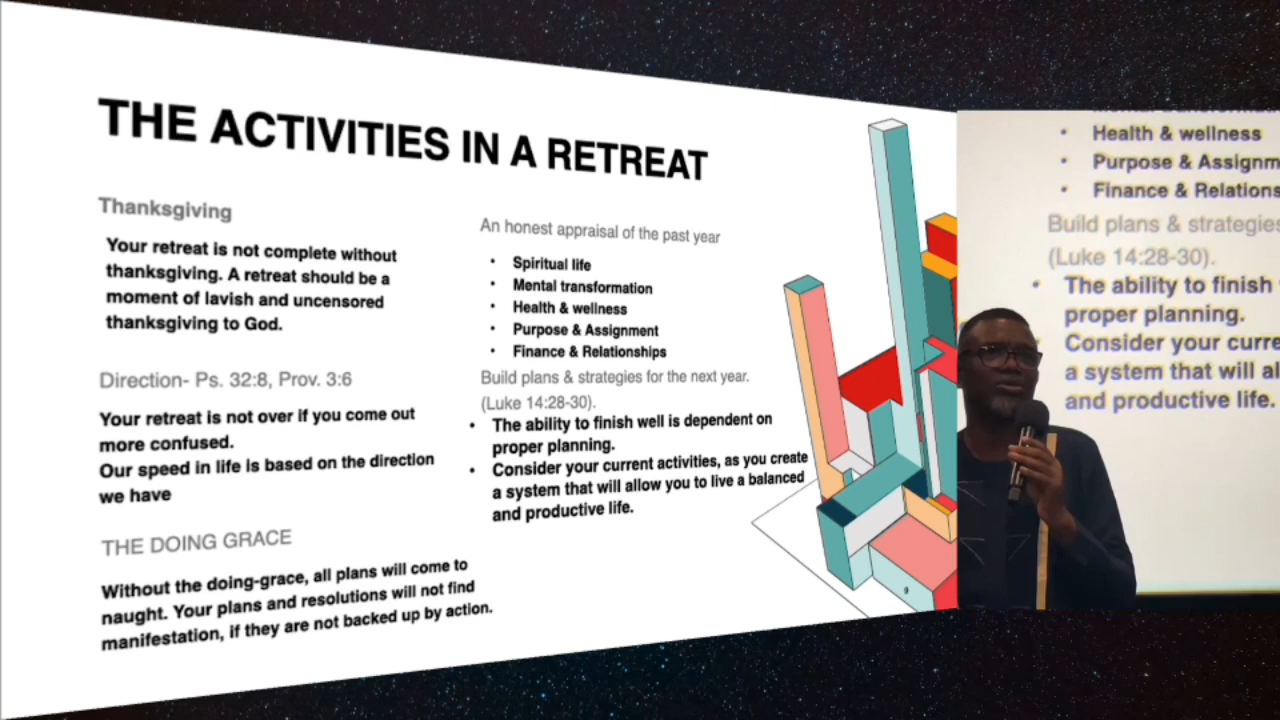 THE ACTIVITIES IN A RETREAT
Thanksgiving
Your retreat is not complete without
thanksgiving. A retreat should be a
moment of lavish and uncensored
thanksgiving to God.
Direction- Ps. 32:8, Prov. 3:6
Your retreat is not over if you come out
more confused.
Our speed in life is based on the direction
we have
THE DOING GRACE
Without the doing-grace, all plans will come to
naught. Your plans and resolutions will not find
manifestation, if they are not backed up by action.
An honest appraisal of the past year
• Spiritual life
• Mental transformation
• Health & wellness
• Purpose & Assignment
• Finance & Relationships
Build plans & strategies for the next year.
(Luke 14:28-30).
• The ability to finish well is dependent on
proper planning.
• Consider your current activities, as you create
a system that will allow you to live a balanced
and productive life.
9
• Health & wellness
• Purpose & Assignm
• Finance & Relations
Build plans & strategies
(Luke 14:28-30).
• The ability to finish
proper planning.
Consider your curre
a system that will al
and productive life.